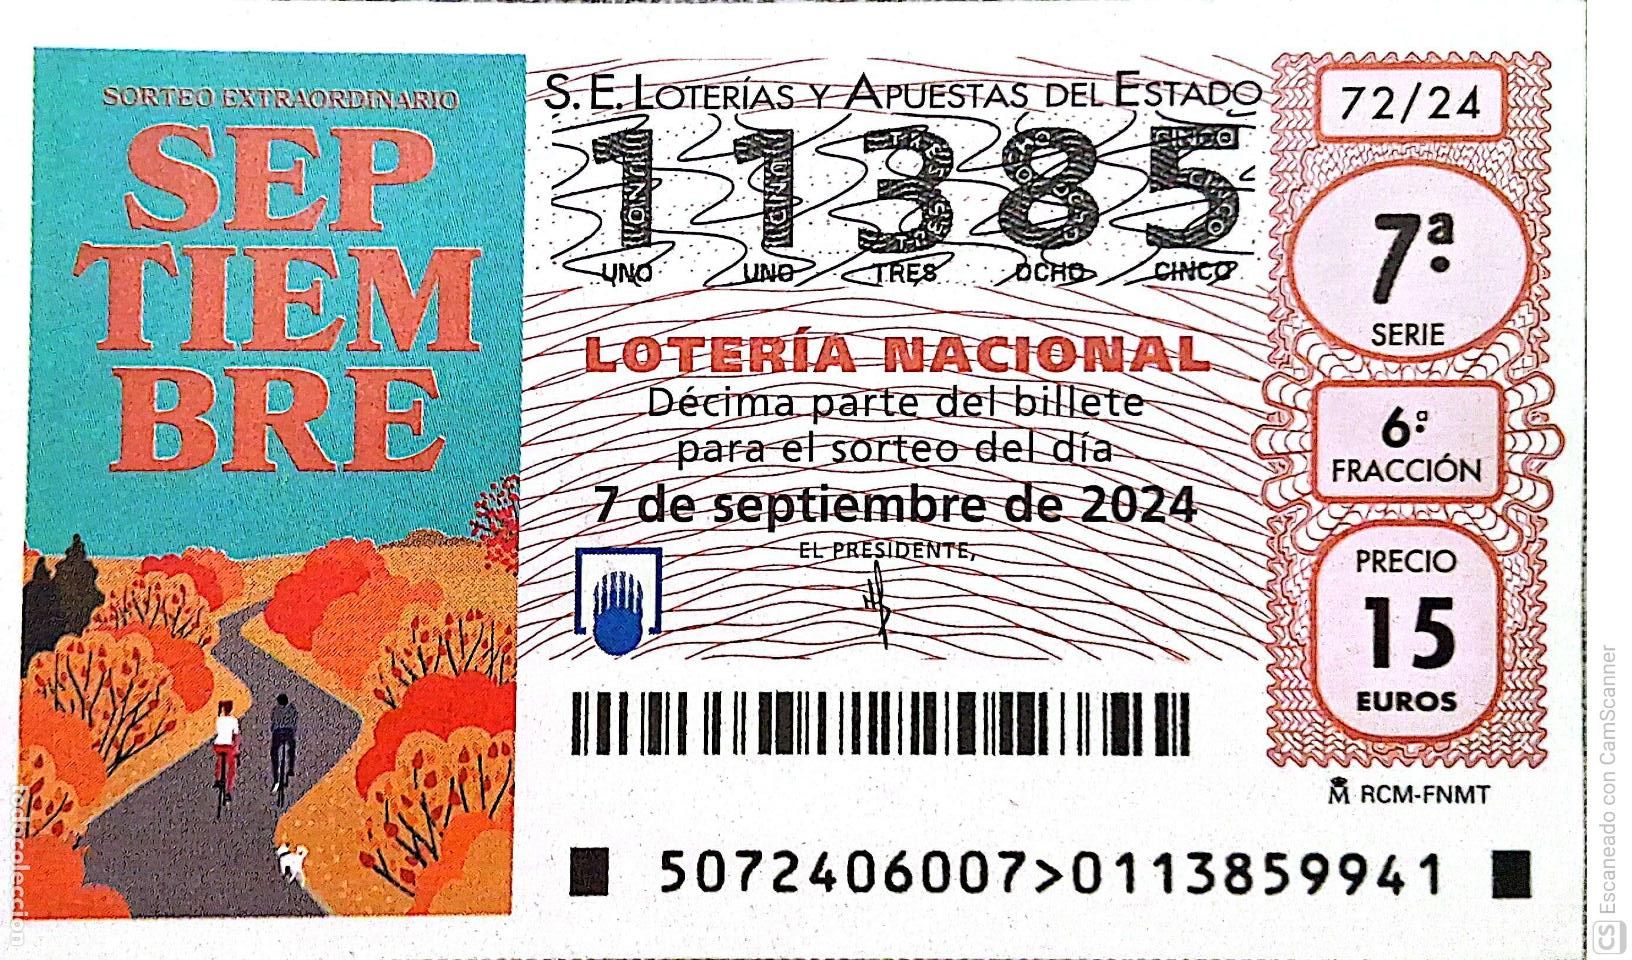 SORTEO EXTRAORDINARIO
SEP
TIEM
BRE
S.E. LOTERÍAS Y APUESTAS DEL ESTADO
11385
UNO UNO TRES OCHO CINCO
LOTERÍA NACIONAL
Décima parte del billete
para el sorteo del día
7 de septiembre de 2024
EL PRESIDENTE,
72/24
7ª
SERIE
6ª
FRACCIÓN
PRECIO
15
EUROS
RCM-FNMT
5072406007>0113859941
todocoleccion
CS Escaneado con CamScanner